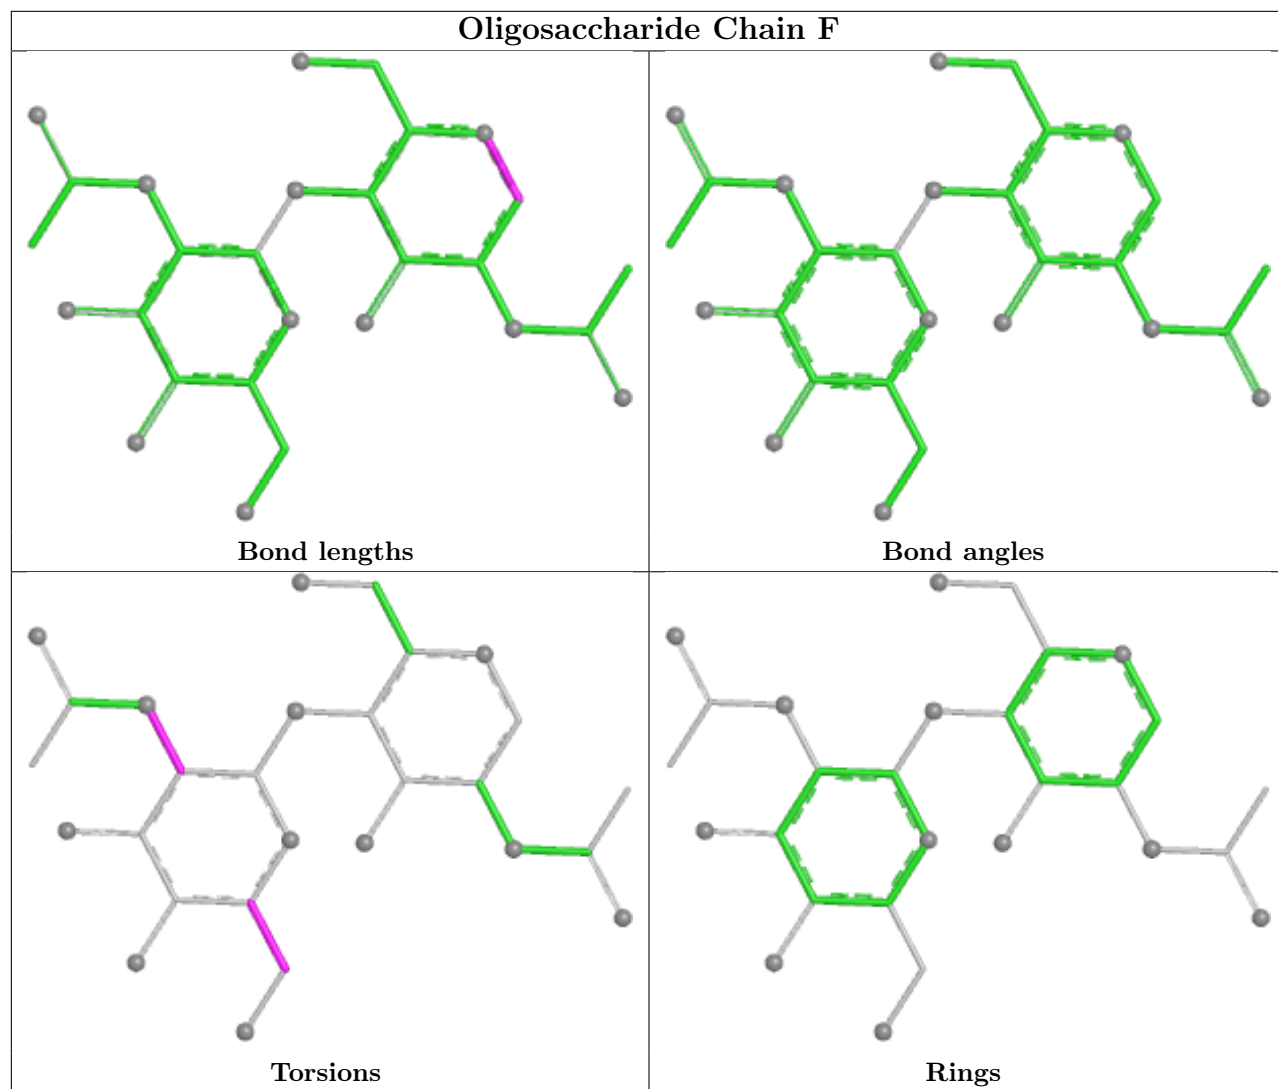 Oligosaccharide Chain F
Bond lengths
Bond angles
Torsions
Rings